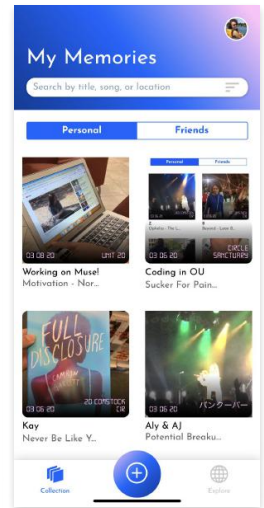 My Memories
Search by title, song, or location
Personal
Friends
03 08 20
UNIT 20
Working on Muse!
Motivation - Nor...
Personal
Friends
03 06 20
CIRCLE
SANCTUARY
Coding in OU
Sucker For Pain...
FULL
DISCLOSURE
CAMERON
03 06 20
20 COMSTOCK
CIR
Kay
Never Be Like Y...
03 06 20
バンクーバー
Aly & AJ
Potential Breaku...
Collection
Explore